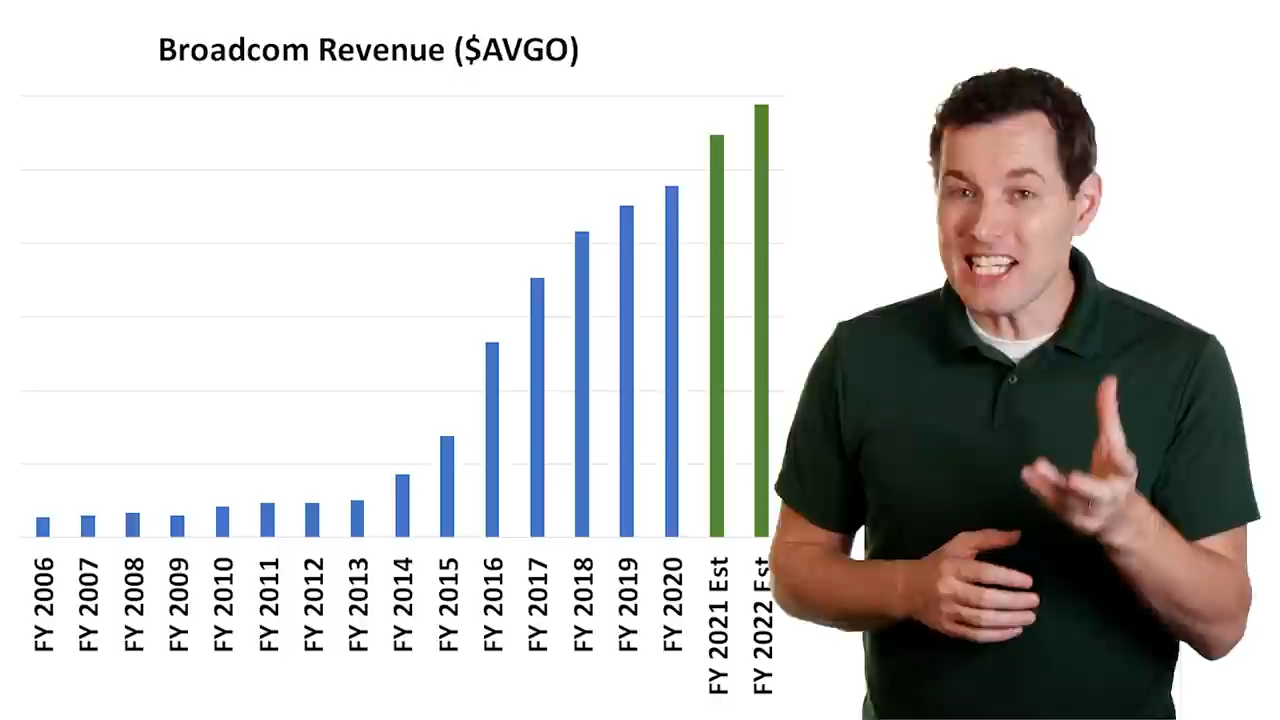 Broadcom Revenue ($AVGO)
FY 2006
FY 2007
FY 2008
FY 2009
FY 2010
FY 2011
FY 2012
FY 2013
FY 2014
FY 2015
FY 2016
FY 2017
FY 2018
FY 2019
FY 2020
FY 2021 Est
FY 2022 Est